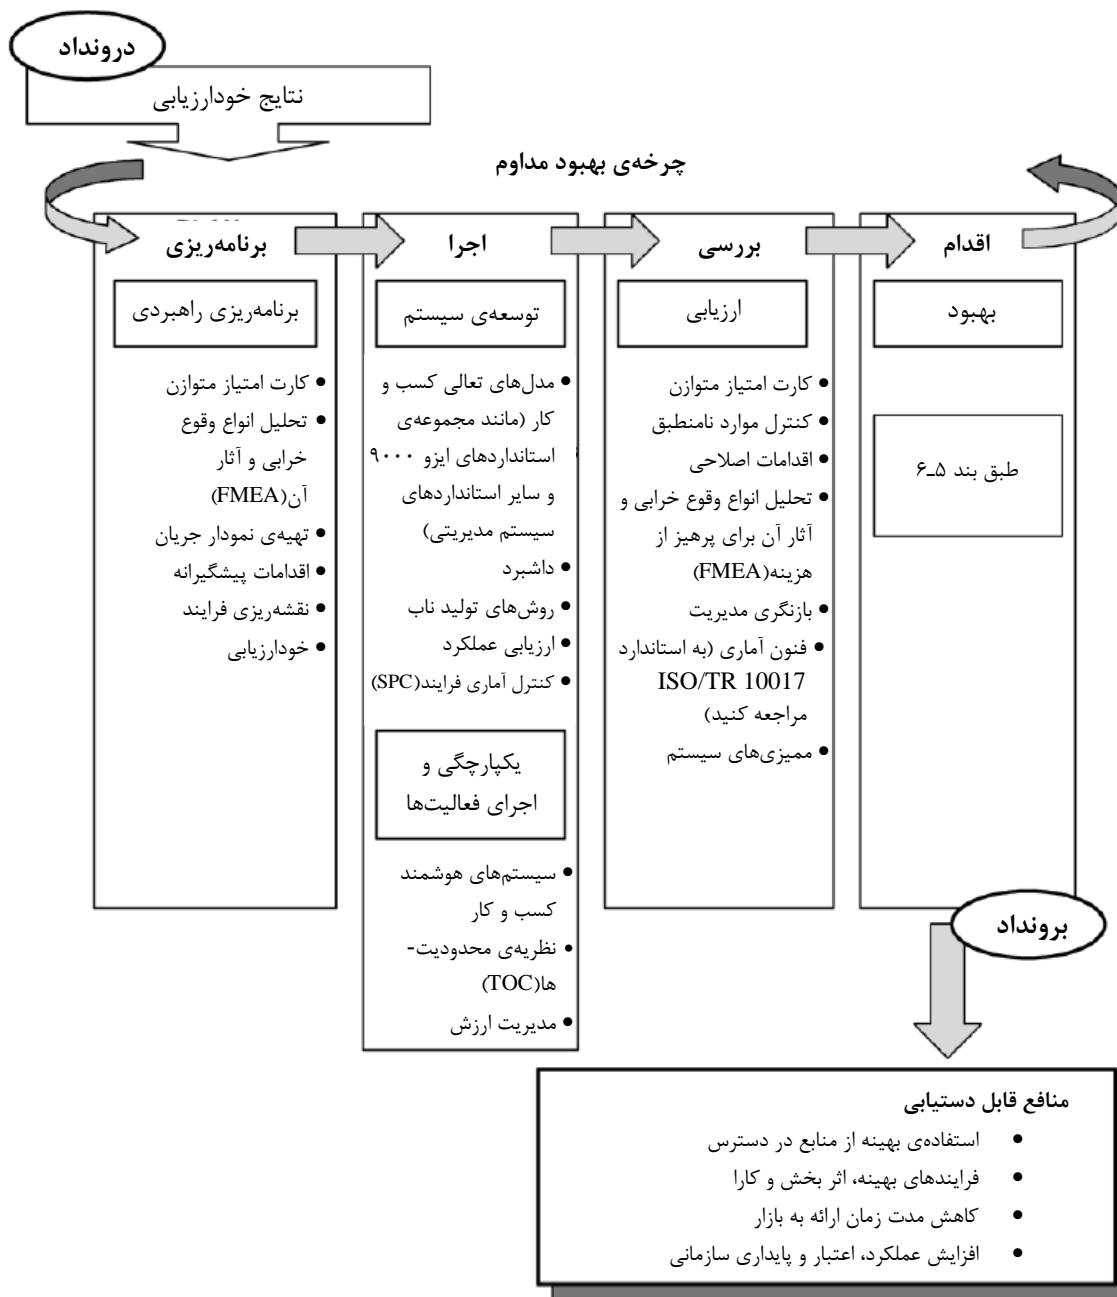 درونداد
نتایج خودارزیابی
چرخه‌ی بهبود مداوم
برنامه‌ریزی
برنامه‌ریزی راهبردی
• کارت امتیاز متوازن
• تحلیل انواع وقوع
خرابی و آثار
آن(FMEA)
• تهیه‌ی نمودار جریان
• اقدامات پیشگیرانه
• نقشه‌ریزی فرایند
• خودارزیابی
اجرا
توسعه‌ی سیستم
• مدل‌های تعالی کسب و
کار (مانند مجموعه‌ی
استانداردهای ایزو ۹۰۰۰
و سایر استانداردهای
سیستم مدیریتی)
• داشبرد
• روش‌های تولید ناب
• ارزیابی عملکرد
• کنترل آماری فرایند(SPC)
یکپارچگی و
اجرای فعالیت‌ها
• سیستم‌های هوشمند
کسب و کار
• نظریه‌ی محدودیت-
ها(TOC)
• مدیریت ارزش
بررسی
ارزیابی
• کارت امتیاز متوازن
• کنترل موارد نامنطبق
• اقدامات اصلاحی
• تحلیل انواع وقوع خرابی و
آثار آن برای پرهیز از
هزینه(FMEA)
• بازنگری مدیریت
• فنون آماری (به استاندارد
ISO/TR 10017
مراجعه کنید)
• ممیزی‌های سیستم
اقدام
بهبود
طبق بند ۵ـ۶
برونداد
منافع قابل دستیابی
• استفاده‌ی بهینه از منابع در دسترس
• فرایندهای بهینه، اثر بخش و کارا
• کاهش مدت زمان ارائه به بازار
• افزایش عملکرد، اعتبار و پایداری سازمانی